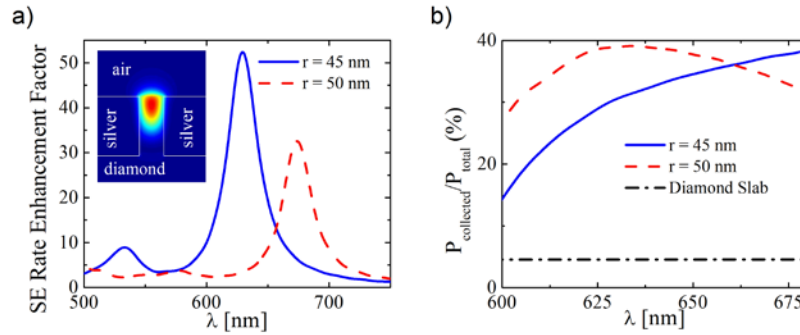 a)
SE Rate Enhancement Factor
50
40
30
20
10
0
500
600
700
λ [nm]
r = 45 nm
r = 50 nm
air
silver
silver
diamond
b)
P_collected/P_total (%)
40
20
0
600
625
650
675
λ [nm]
r = 45 nm
r = 50 nm
Diamond Slab